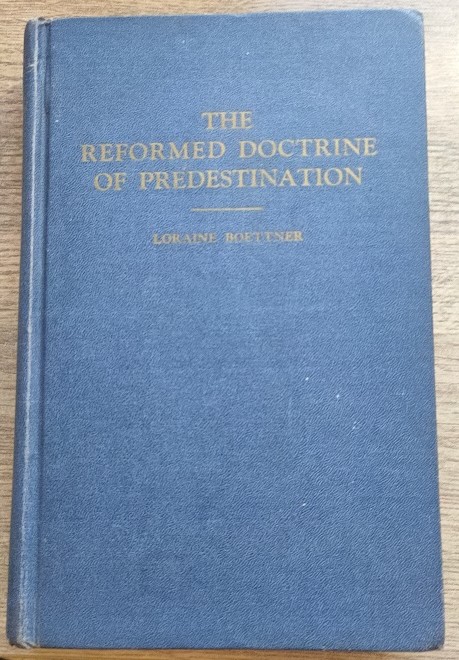 THE
REFORMED DOCTRINE
OF PREDESTINATION
LORAINE BOETTNER